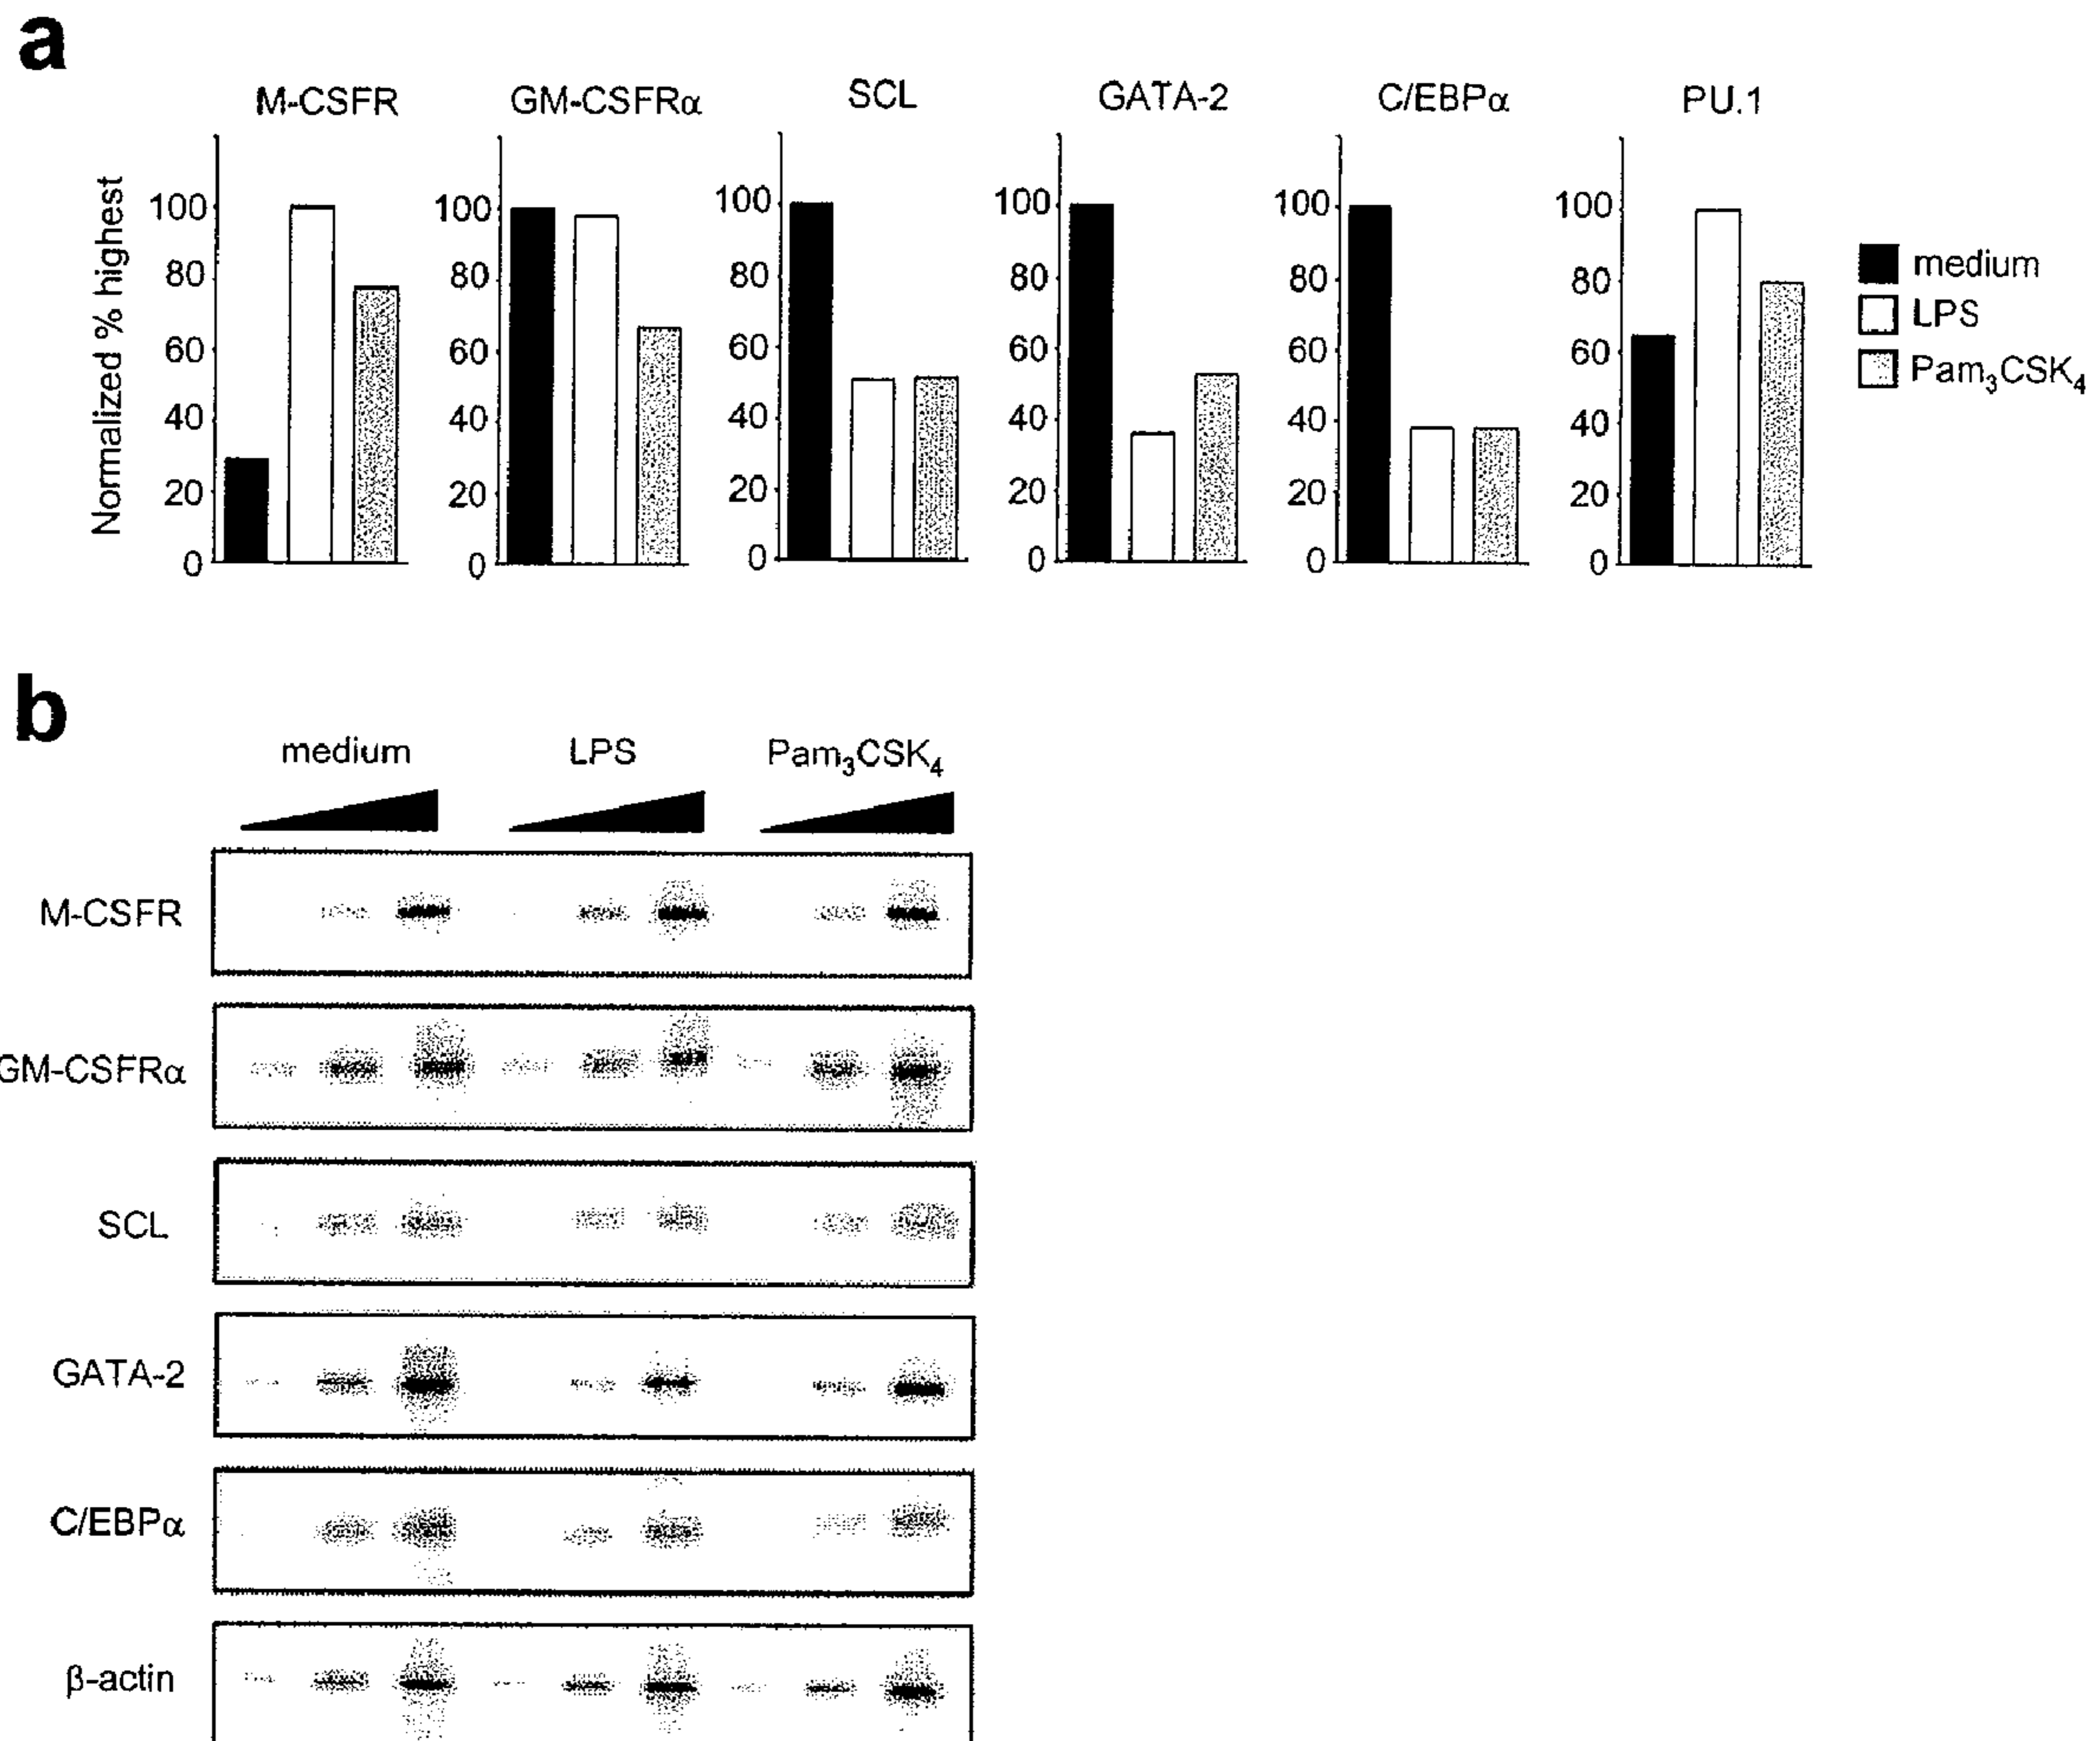 a
M-CSFR GM-CSFRα SCL GATA-2 C/EBPα PU.1
Normalized % highest
100 100 100 100 100 100
80 80 80 80 80 80
60 60 60 60 60 60
40 40 40 40 40 40
20 20 20 20 20 20
0 0 0 0 0 0
medium
LPS
Pam₃CSK₄
b
medium LPS Pam₃CSK₄
M-CSFR
GM-CSFRα
SCL
GATA-2
C/EBPα
β-actin